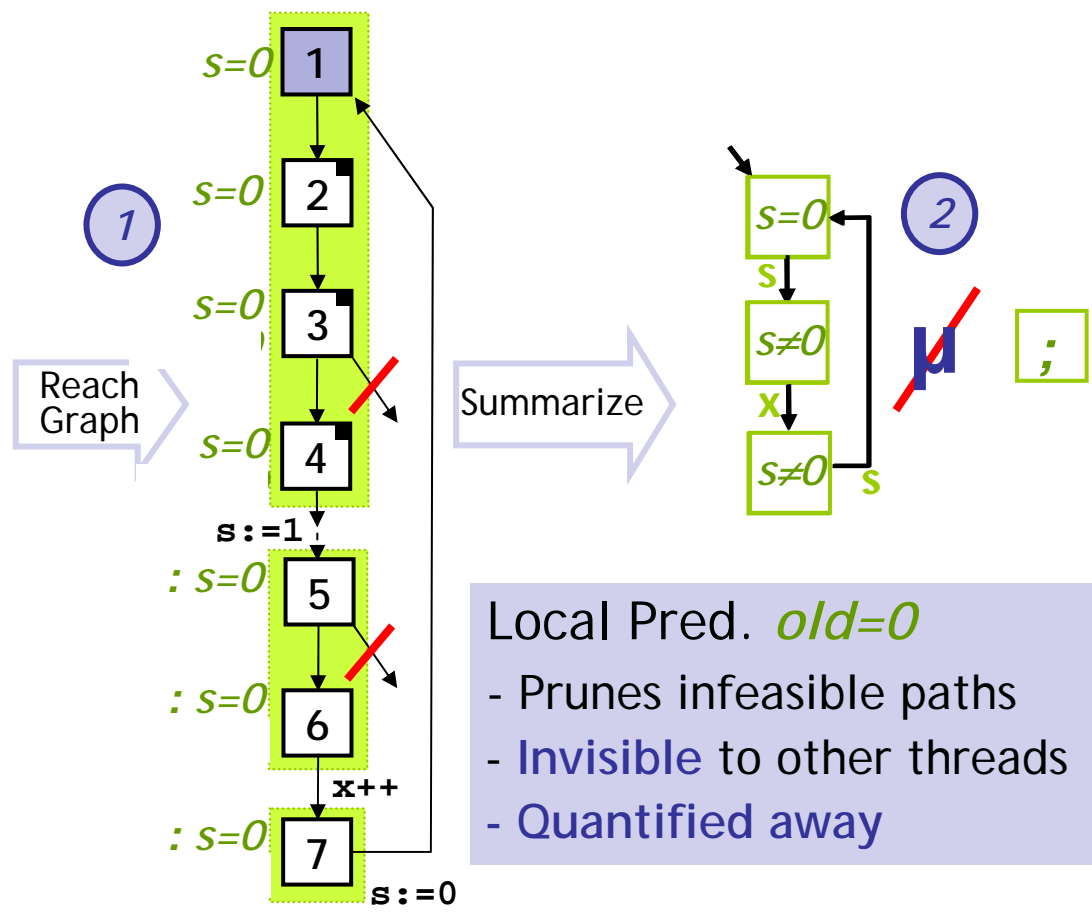 s=0
1
s=0
2
1
s=0
3
Reach
Graph
s=0
4
s:=1
: s=0
5
: s=0
6
x++
: s=0
7
s:=0
Summarize
s=0
2
s
s≠0
x
s≠0
s
µ
;
Local Pred. old=0
- Prunes infeasible paths
- Invisible to other threads
- Quantified away